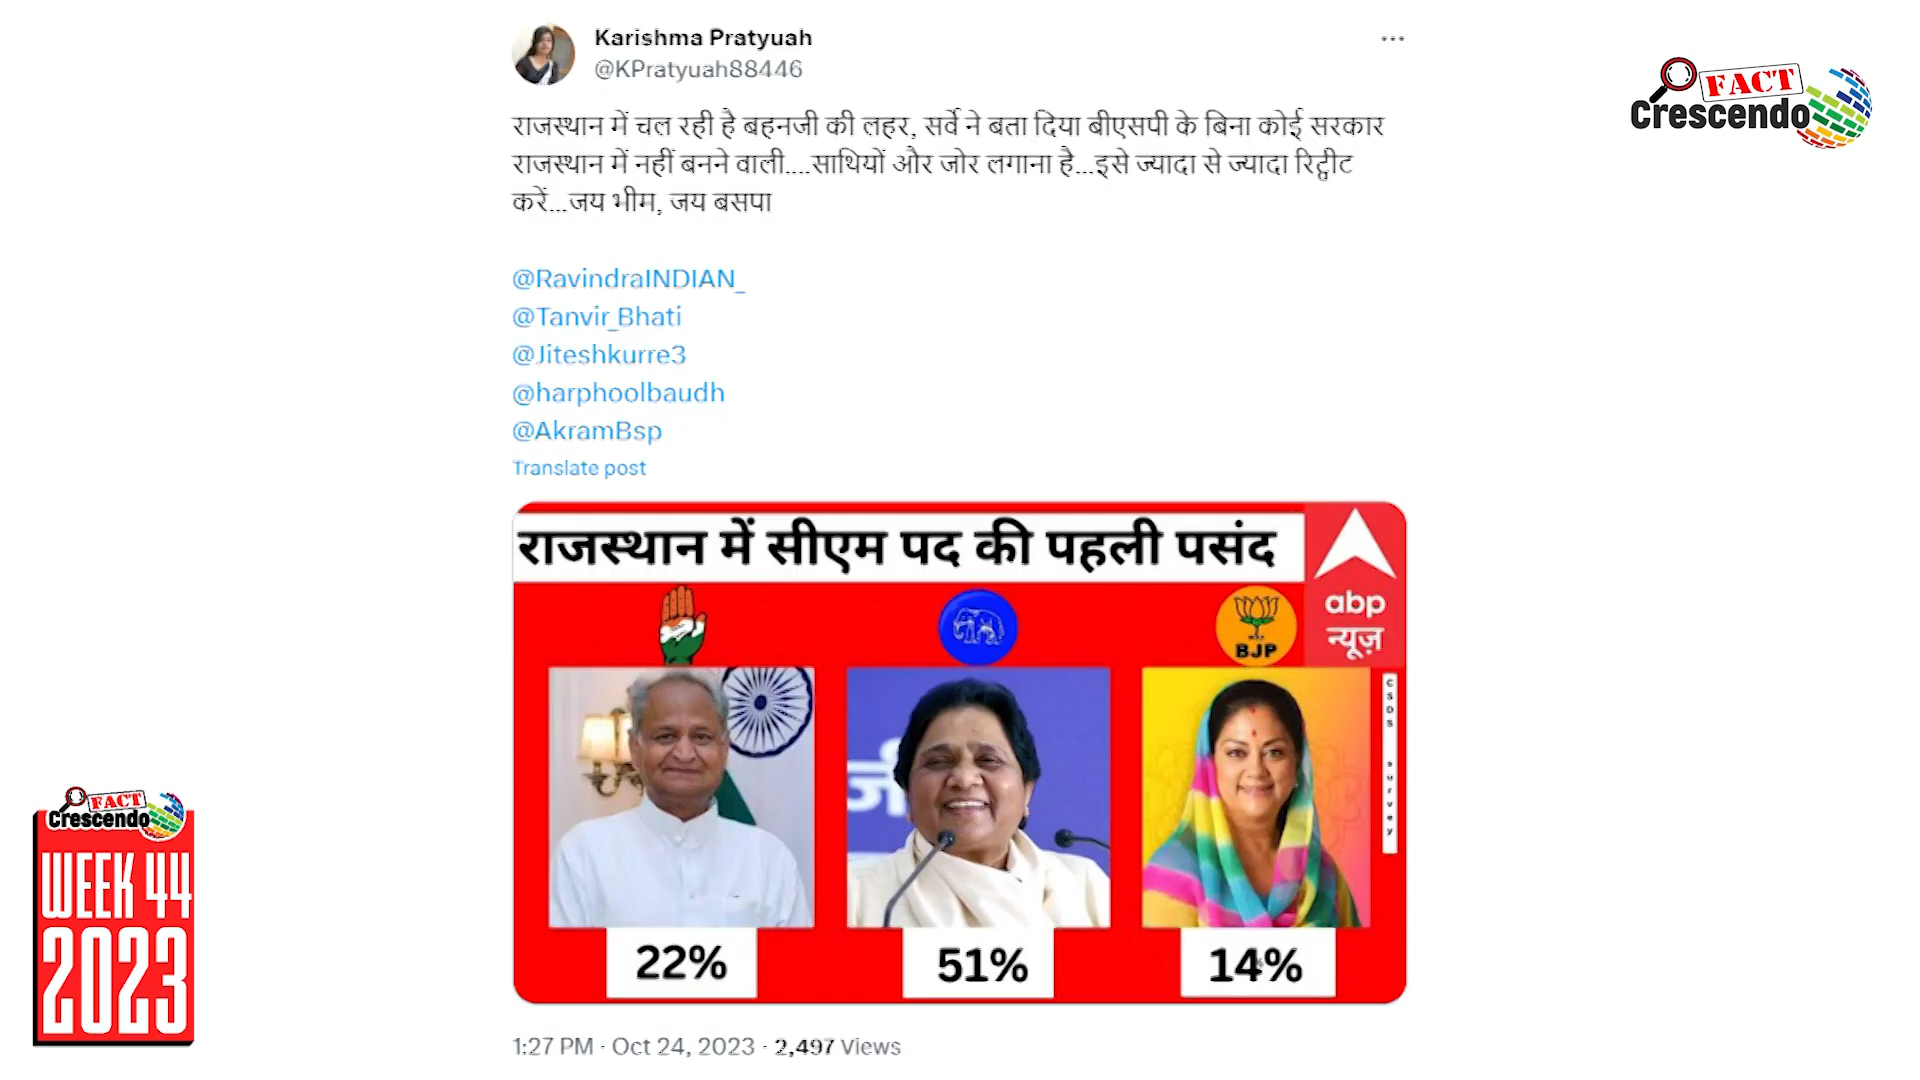 Karishma Pratyuah
@KPratyuah88446
राजस्थान में चल रही है बहनजी की लहर, सर्वे ने बता दिया बीएसपी के बिना कोई सरकार
राजस्थान में नहीं बनने वाली....साथियों और जोर लगाना है...इसे ज्यादा से ज्यादा रिट्वीट
करें...जय भीम, जय बसपा
@RavindraINDIAN_
@Tanvir_Bhati
@Jiteshkurre3
@harphoolbaudh
@AkramBsp
Translate post
राजस्थान में सीएम पद की पहली पसंद
abp
न्यूज़
BJP
CSDS survey
22%
51%
14%
1:27 PM · Oct 24, 2023 · 2,497 Views
FACT
Crescendo
FACT
Crescendo
WEEK 44
2023